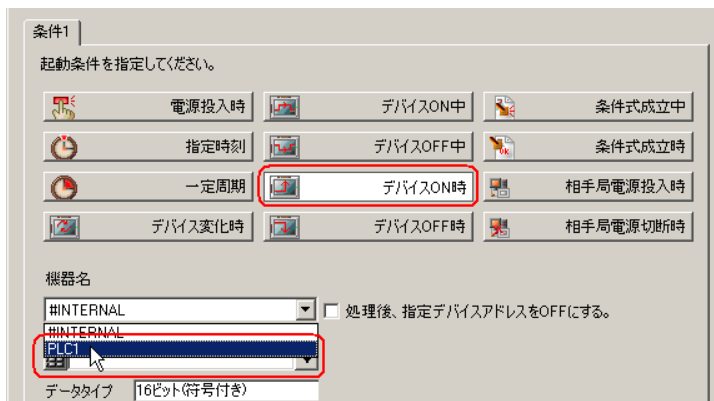 条件1
起動条件を指定してください。
電源投入時 デバイスON中 条件式成立中
指定時刻 デバイスOFF中 条件式成立時
一定周期 デバイスON時 相手局電源投入時
デバイス変化時 デバイスOFF時 相手局電源切断時
機器名
#INTERNAL 処理後、指定デバイスアドレスをOFFにする。
#INTERNAL
PLC1
データタイプ 16ビット(符号付き)